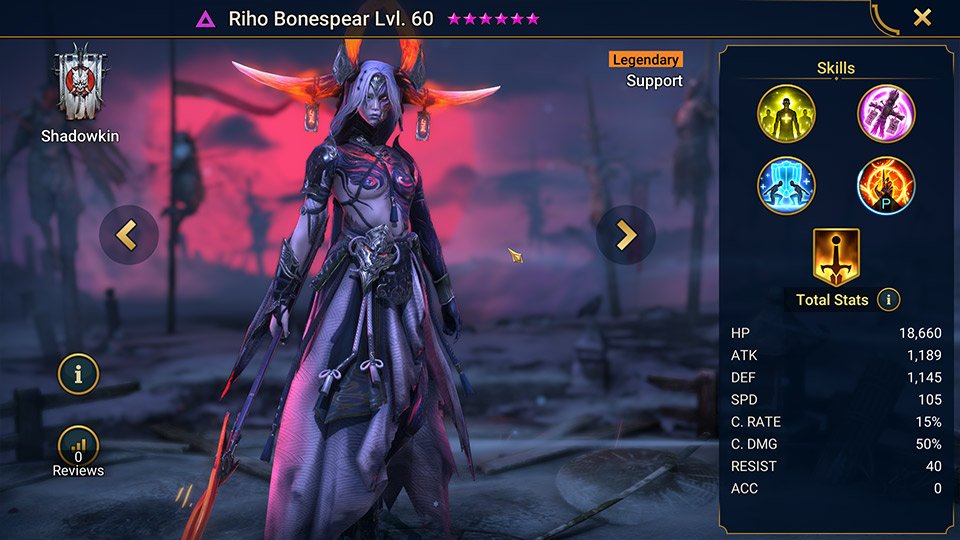 Riho Bonespear Lvl. 60
Legendary
Support
Shadowkin
Skills
P
Total Stats
HP 18,660
ATK 1,189
DEF 1,145
SPD 105
C. RATE 15%
C. DMG 50%
RESIST 40
ACC 0
0
Reviews